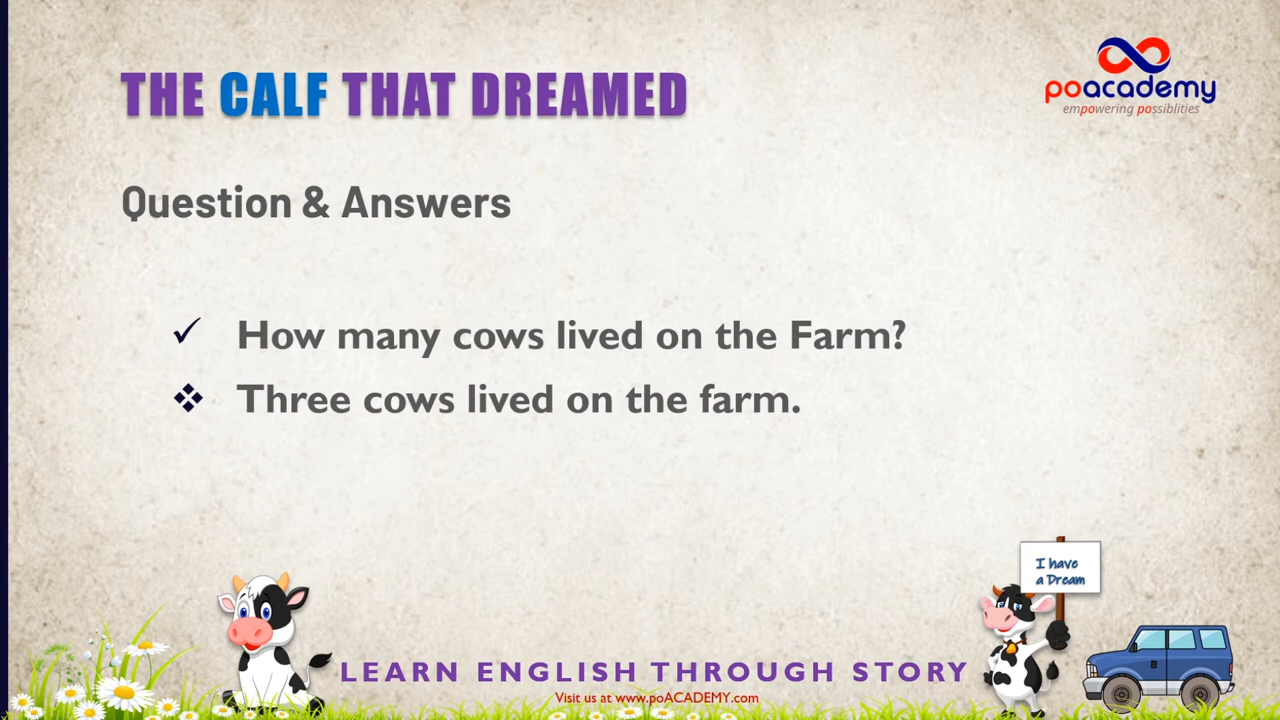 THE CALF THAT DREAMED
poacademy
empowering possiblities
Question & Answers
✓ How many cows lived on the Farm?
❖ Three cows lived on the farm.
I have
a Dream
LEARN ENGLISH THROUGH STORY
Visit us at www.poACADEMY.com